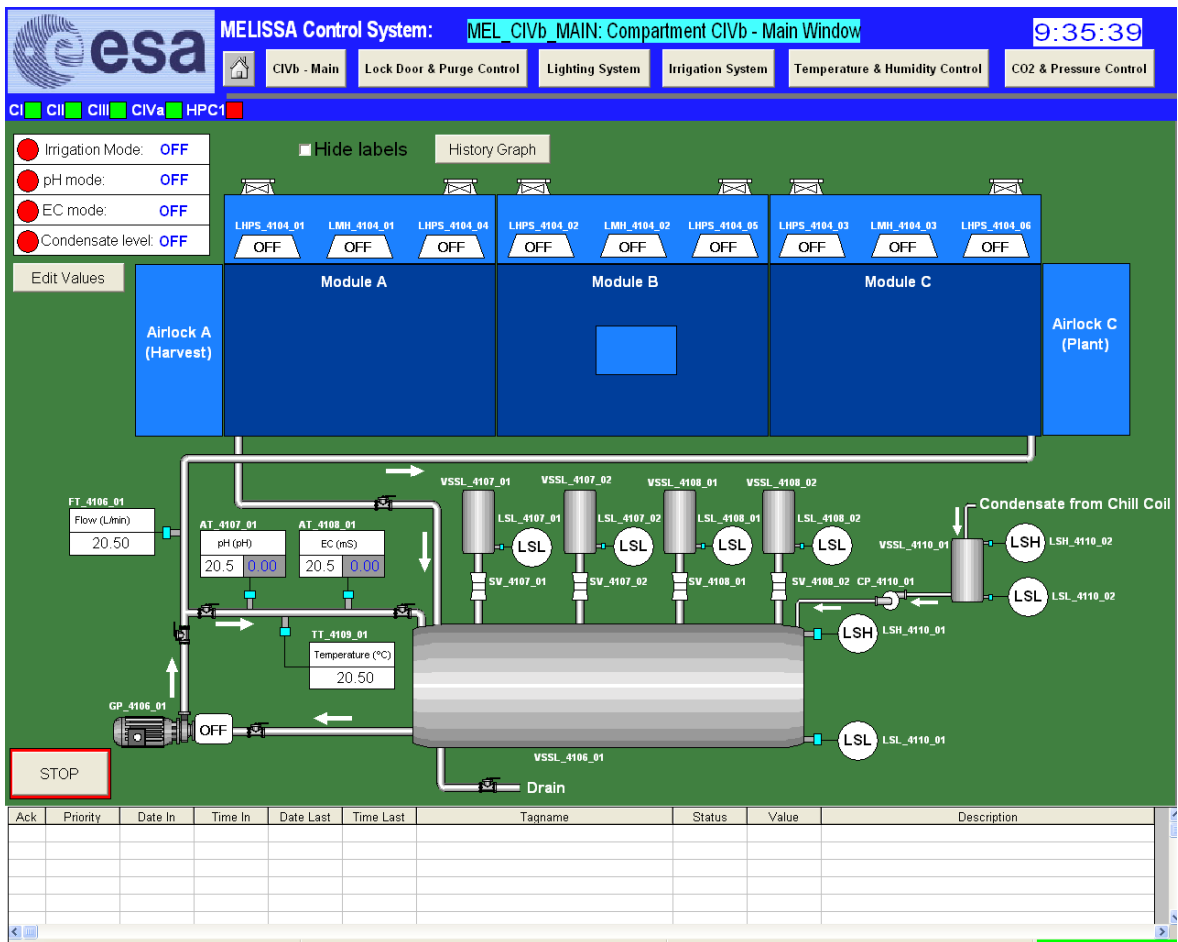 esa
MELISSA Control System: MEL_CIVb_MAIN: Compartment CIVb - Main Window 9:35:39
CIVb - Main Lock Door & Purge Control Lighting System Irrigation System Temperature & Humidity Control CO2 & Pressure Control
CI CII CIII CIVa HPC1
Irrigation Mode: OFF
pH mode: OFF
EC mode: OFF
Condensate level: OFF
Edit Values
Hide labels
History Graph
LHPS_4104_01 LMH_4104_01 LHPS_4104_04 LHPS_4104_02 LMH_4104_02 LHPS_4104_05 LHPS_4104_03 LMH_4104_03 LHPS_4104_06
OFF OFF OFF OFF OFF OFF OFF OFF OFF
Module A Module B Module C
Airlock A
(Harvest)
Airlock C
(Plant)
VSSL_4107_01 VSSL_4107_02 VSSL_4108_01 VSSL_4108_02
FT_4106_01
Flow (L/min)
20.50
AT_4107_01
pH (pH)
20.5 0.00
AT_4108_01
EC (mS)
20.5 0.00
LSL_4107_01 LSL_4107_02 LSL_4108_01 LSL_4108_02
LSL LSL LSL LSL
Condensate from Chill Coil
VSSL_4110_01
LSH LSH_4110_02
SV_4107_01 SV_4107_02 SV_4108_01 SV_4108_02 CP_4110_01
LSL LSL_4110_02
TT_4109_01
Temperature (ºC)
20.50
LSH LSH_4110_01
GP_4106_01
OFF
LSL LSL_4110_01
VSSL_4106_01
STOP
Drain
Ack Priority Date In Time In Date Last Time Last Tagname Status Value Description